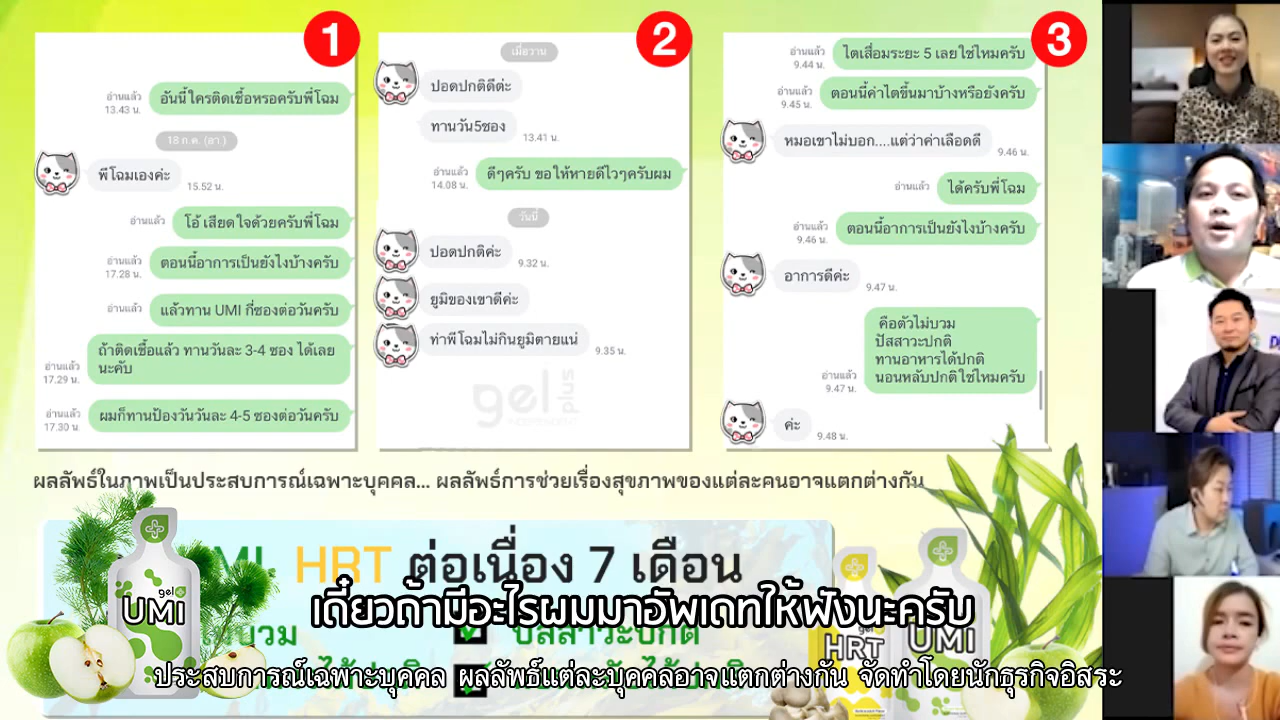 1
อ่านแล้ว
13.43 น.
อันนี้ใครติดเชื้อหรอครับพี่โฉม
18 ก.ค. (อา.)
พี่โฉมเองค่ะ
15.52 น.
อ่านแล้ว
โอ้ เสียดใจด้วยครับพี่โฉม
อ่านแล้ว
17.28 น.
ตอนนี้อาการเป็นยังไงบ้างครับ
อ่านแล้ว
แล้วทาน UMI กี่ซองต่อวันครับ
ถ้าติดเชื้อแล้ว ทานวันละ 3-4 ซอง ได้เลย
นะคับ
อ่านแล้ว
17.29 น.
อ่านแล้ว
17.30 น.
ผมก็ทานป้องวันวันละ 4-5 ซองต่อวันครับ
2
เมื่อวาน
ปอดปกติดีต่ะ
ทานวัน5ซอง
13.41 น.
อ่านแล้ว
14.08 น.
ดีๆครับ ขอให้หายดีไวๆครับผม
วันนี้
ปอดปกติค่ะ
9.32 น.
ยูมิของเขาดีค่ะ
ท่าพี่โฉมไม่กินยูมิตายแน่
9.35 น.
gel plus
INDEPENDENT
3
อ่านแล้ว
9.44 น.
ไตเสื่อมระยะ 5 เลยใช่ไหมครับ
อ่านแล้ว
9.45 น.
ตอนนี้ค่าไตขึ้นมาบ้างหรือยังครับ
หมอเขาไม่บอก....แต่ว่าค่าเลือดดี
9.46 น.
อ่านแล้ว
ได้ครับพี่โฉม
อ่านแล้ว
9.46 น.
ตอนนี้อาการเป็นยังไงบ้างครับ
อาการดีค่ะ
9.47 น.
คือตัวไม่บวม
ปัสสาวะปกติ
ทานอาหารได้ปกติ
นอนหลับปกติใช่ไหมครับ
อ่านแล้ว
9.47 น.
ค่ะ
9.48 น.
ผลลัพธ์ในภาพเป็นประสบการณ์เฉพาะบุคคล... ผลลัพธ์การช่วยเรื่องสุขภาพของแต่ละคนอาจแตกต่างกัน
HRT ต่อเนื่อง 7 เดือน
เดี๋ยวถ้ามีอะไรผมมาอัพเดทให้ฟังนะครับ
บวม
ปัสสาวะปกติ
gel
UMI
gel
HRT
UMI
ประสบการณ์เฉพาะบุคคล ผลลัพธ์แต่ละบุคคลอาจแตกต่างกัน จัดทำโดยนักธุรกิจอิสระ